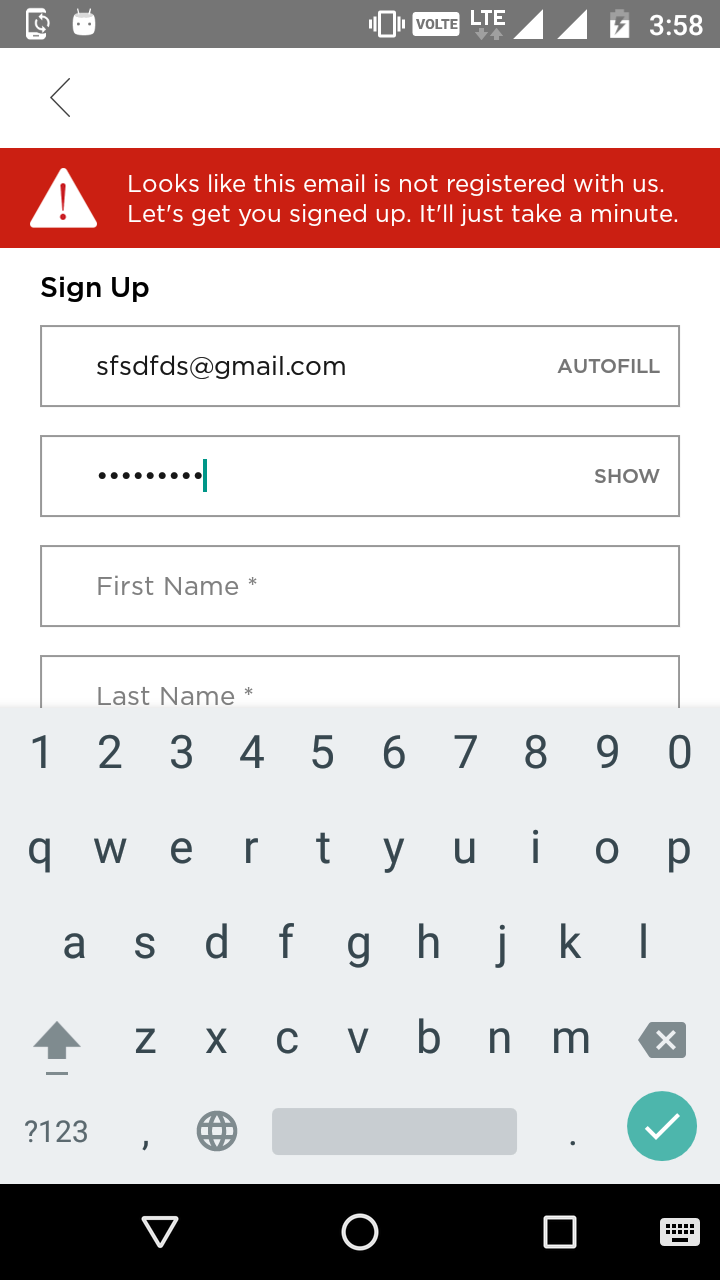 VOLTE LTE 3:58
Looks like this email is not registered with us.
Let's get you signed up. It'll just take a minute.
Sign Up
sfsdfds@gmail.com AUTOFILL
••••••••• SHOW
First Name *
Last Name *
1 2 3 4 5 6 7 8 9 0
q w e r t y u i o p
a s d f g h j k l
z x c v b n m
?123 , .